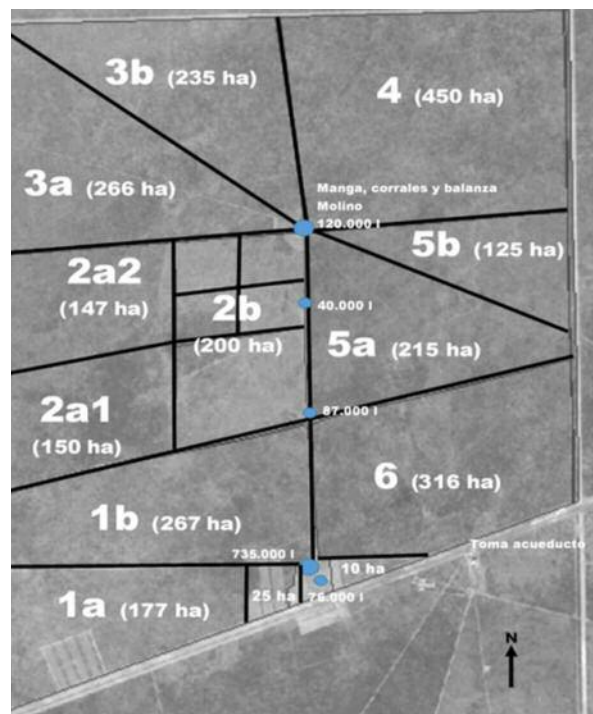 3b (235 ha)
4 (450 ha)
3a (266 ha)
Manga, corrales y balanza
Molino
120.000 l
5b (125 ha)
2a2
(147 ha)
2b
(200 ha)
40.000 l
5a (215 ha)
2a1
(150 ha)
87.000 l
6 (316 ha)
1b (267 ha)
735.000 l
Toma acueducto
10 ha
1a (177 ha)
25 ha
76.000 l
N